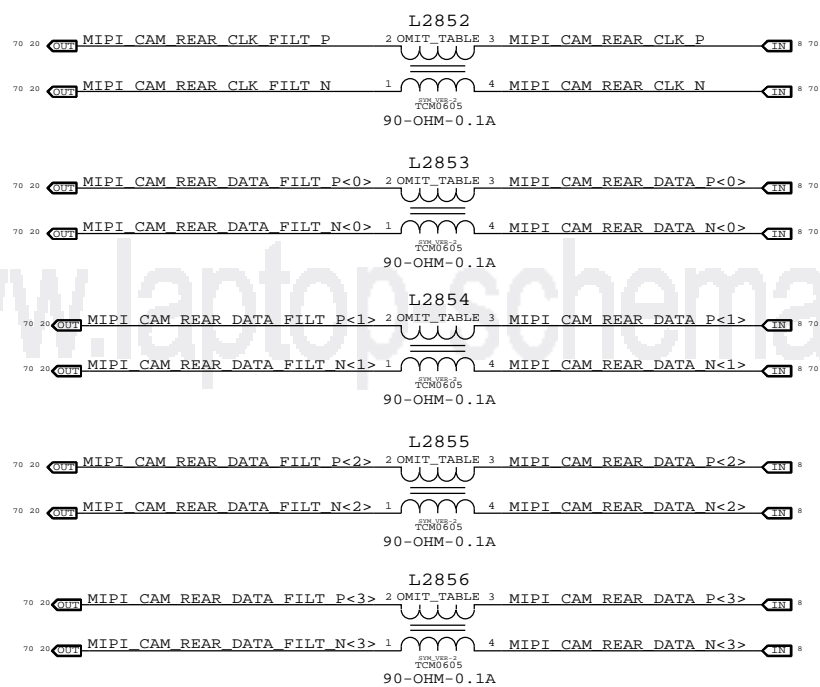 L2852
70 20 OUT MIPI_CAM_REAR_CLK_FILT_P 2 OMIT_TABLE 3 MIPI_CAM_REAR_CLK_P IN 8 70
70 20 OUT MIPI_CAM_REAR_CLK_FILT_N 1 4 MIPI_CAM_REAR_CLK_N IN 8 70
SYM_VER-2
TCM0605
90-OHM-0.1A
L2853
70 20 OUT MIPI_CAM_REAR_DATA_FILT_P<0> 2 OMIT_TABLE 3 MIPI_CAM_REAR_DATA_P<0> IN 8 70
70 20 OUT MIPI_CAM_REAR_DATA_FILT_N<0> 1 4 MIPI_CAM_REAR_DATA_N<0> IN 8 70
SYM_VER-2
TCM0605
90-OHM-0.1A
w.laptop-schema
L2854
70 20 OUT MIPI_CAM_REAR_DATA_FILT_P<1> 2 OMIT_TABLE 3 MIPI_CAM_REAR_DATA_P<1> IN 8 70
70 20 OUT MIPI_CAM_REAR_DATA_FILT_N<1> 1 4 MIPI_CAM_REAR_DATA_N<1> IN 8 70
SYM_VER-2
TCM0605
90-OHM-0.1A
L2855
70 20 OUT MIPI_CAM_REAR_DATA_FILT_P<2> 2 OMIT_TABLE 3 MIPI_CAM_REAR_DATA_P<2> IN 8
70 20 OUT MIPI_CAM_REAR_DATA_FILT_N<2> 1 4 MIPI_CAM_REAR_DATA_N<2> IN 8
SYM_VER-2
TCM0605
90-OHM-0.1A
L2856
70 20 OUT MIPI_CAM_REAR_DATA_FILT_P<3> 2 OMIT_TABLE 3 MIPI_CAM_REAR_DATA_P<3> IN 8
70 20 OUT MIPI_CAM_REAR_DATA_FILT_N<3> 1 4 MIPI_CAM_REAR_DATA_N<3> IN 8
SYM_VER-2
TCM0605
90-OHM-0.1A